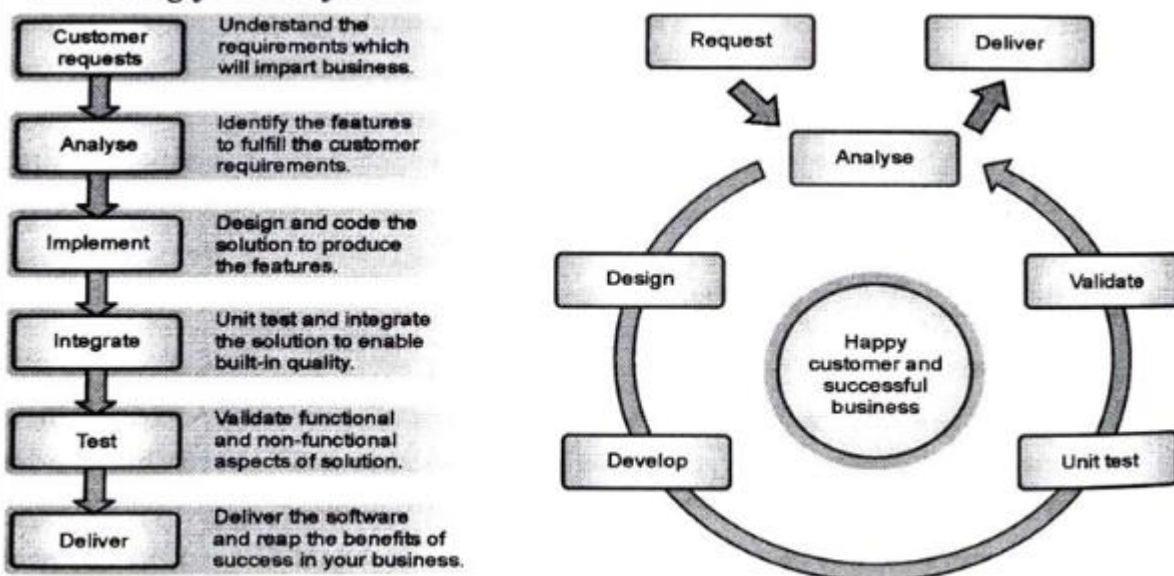 Customer
requests
Understand the
requirements which
will impart business.
Analyse
Identify the features
to fulfill the customer
requirements.
Implement
Design and code the
solution to produce
the features.
Integrate
Unit test and integrate
the solution to enable
built-in quality.
Test
Validate functional
and non-functional
aspects of solution.
Deliver
Deliver the software
and reap the benefits of
success in your business.
Request
Deliver
Analyse
Design
Validate
Happy
customer and
successful
business
Develop
Unit test